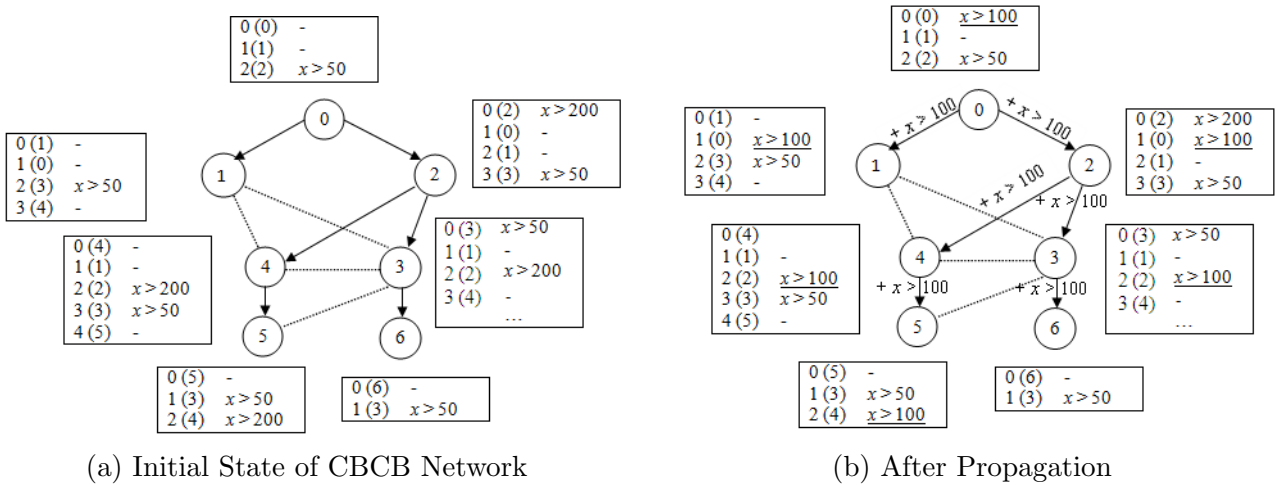 0 (0) -
1(1) -
2(2) x > 50
0
0 (2) x > 200
1 (0) -
2 (1) -
3 (3) x > 50
0 (1) -
1 (0) -
2 (3) x > 50
3 (4) -
1
2
0 (4) -
1 (1) -
2 (2) x > 200
3 (3) x > 50
4 (5) -
4
3
0 (3) x > 50
1 (1) -
2 (2) x > 200
3 (4) -
...
5
6
0 (5) -
1 (3) x > 50
2 (4) x > 200
0 (6) -
1 (3) x > 50
(a) Initial State of CBCB Network
0 (0) x > 100
1 (1) -
2 (2) x > 50
0
+ x > 100
+ x > 100
0 (1) -
1 (0) x > 100
2 (3) x > 50
3 (4) -
0 (2) x > 200
1 (0) x > 100
2 (1) -
3 (3) x > 50
1
2
+ x > 100
+ x > 100
0 (4)
1 (1) -
2 (2) x > 100
3 (3) x > 50
4 (5) -
4
3
0 (3) x > 50
1 (1) -
2 (2) x > 100
3 (4) -
...
+ x > 100
+ x > 100
5
6
0 (5) -
1 (3) x > 50
2 (4) x > 100
0 (6) -
1 (3) x > 50
(b) After Propagation